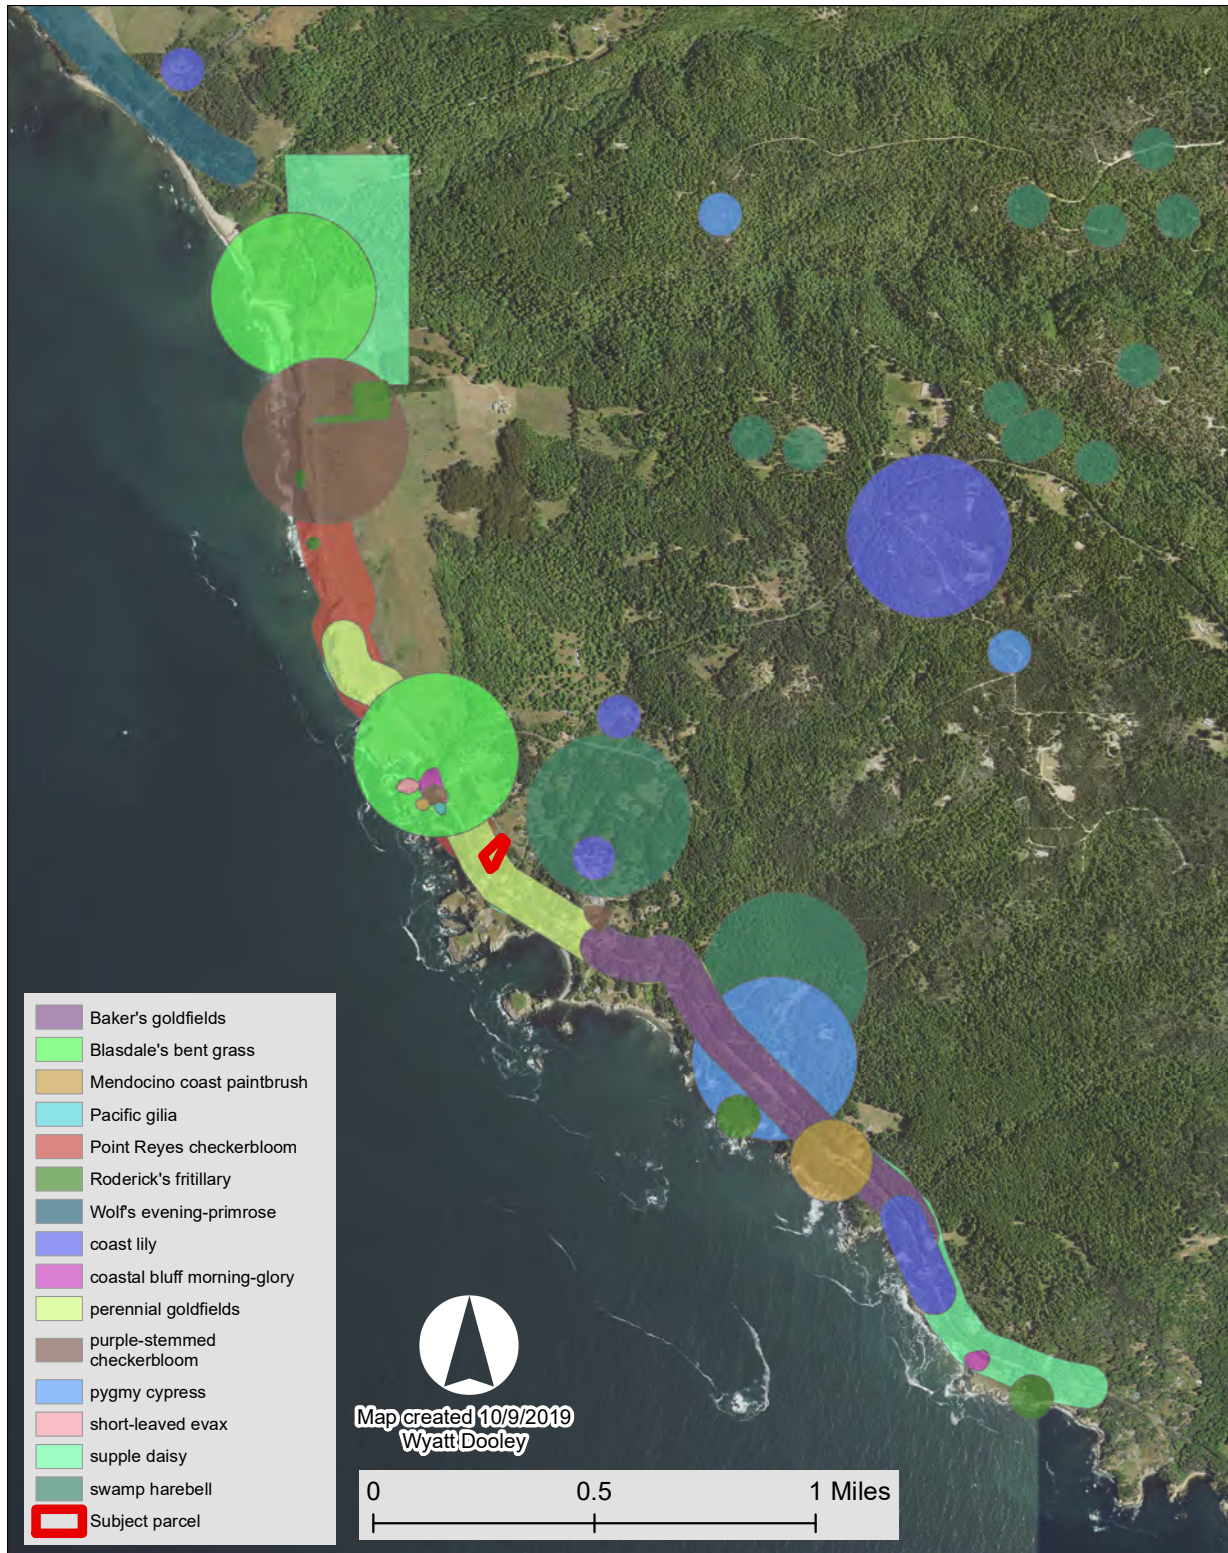 Baker's goldfields
Blasdale's bent grass
Mendocino coast paintbrush
Pacific gilia
Point Reyes checkerbloom
Roderick's fritillary
Wolf's evening-primrose
coast lily
coastal bluff morning-glory
perennial goldfields
purple-stemmed
checkerbloom
pygmy cypress
short-leaved evax
supple daisy
swamp harebell
Subject parcel
Map created 10/9/2019
Wyatt Dooley
0 0.5 1 Miles